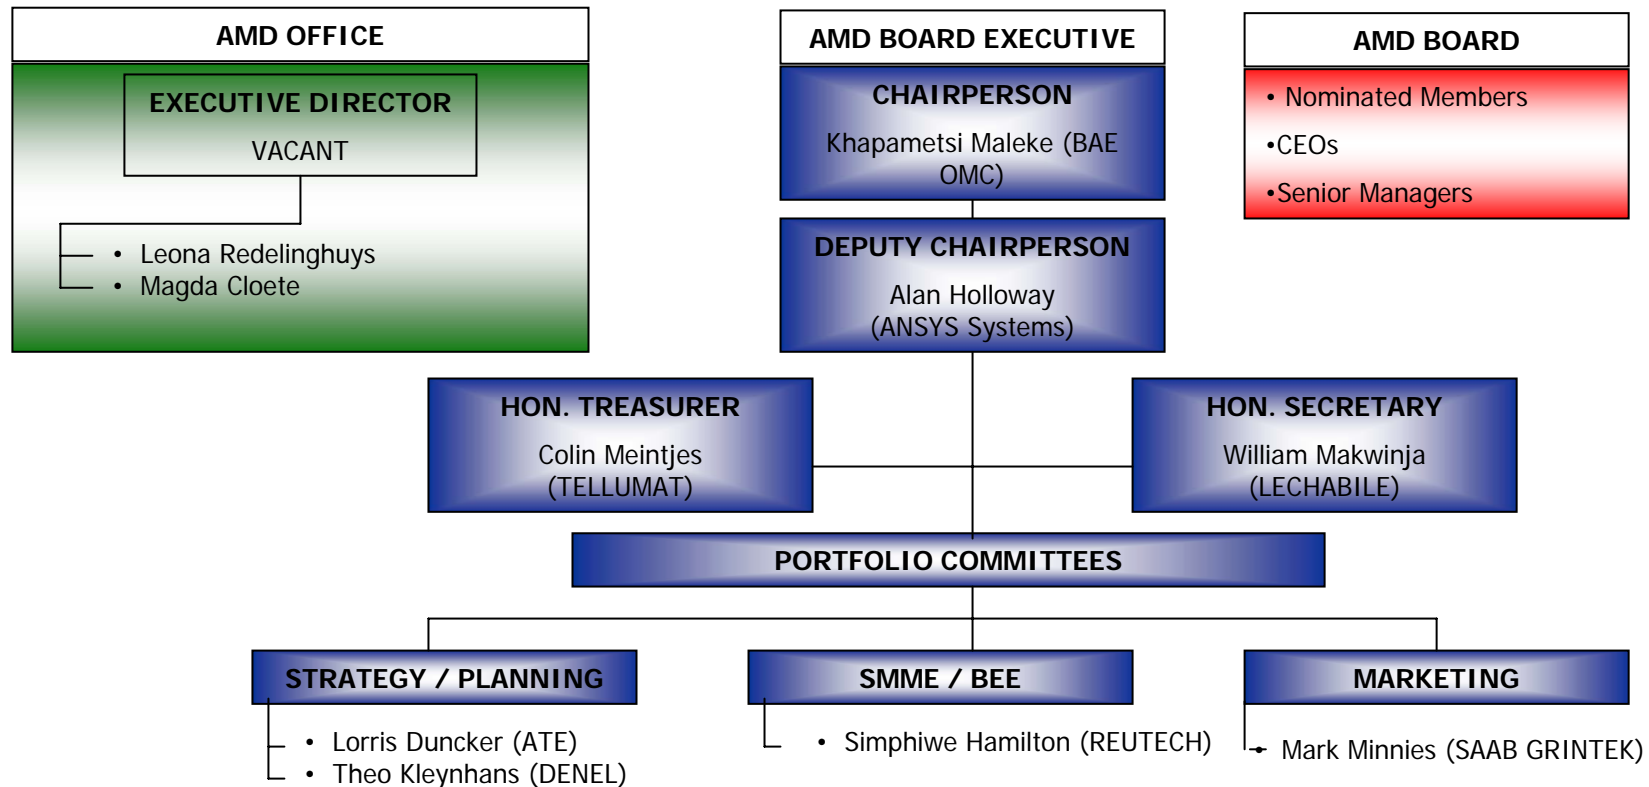 AMD OFFICE
EXECUTIVE DIRECTOR
VACANT
• Leona Redelinghuys
• Magda Cloete
AMD BOARD EXECUTIVE
CHAIRPERSON
Khapametsi Maleke (BAE
OMC)
DEPUTY CHAIRPERSON
Alan Holloway
(ANSYS Systems)
AMD BOARD
• Nominated Members
•CEOs
•Senior Managers
HON. TREASURER
Colin Meintjes
(TELLUMAT)
HON. SECRETARY
William Makwinja
(LECHABILE)
PORTFOLIO COMMITTEES
STRATEGY / PLANNING
• Lorris Duncker (ATE)
• Theo Kleynhans (DENEL)
SMME / BEE
• Simphiwe Hamilton (REUTECH)
MARKETING
• Mark Minnies (SAAB GRINTEK)